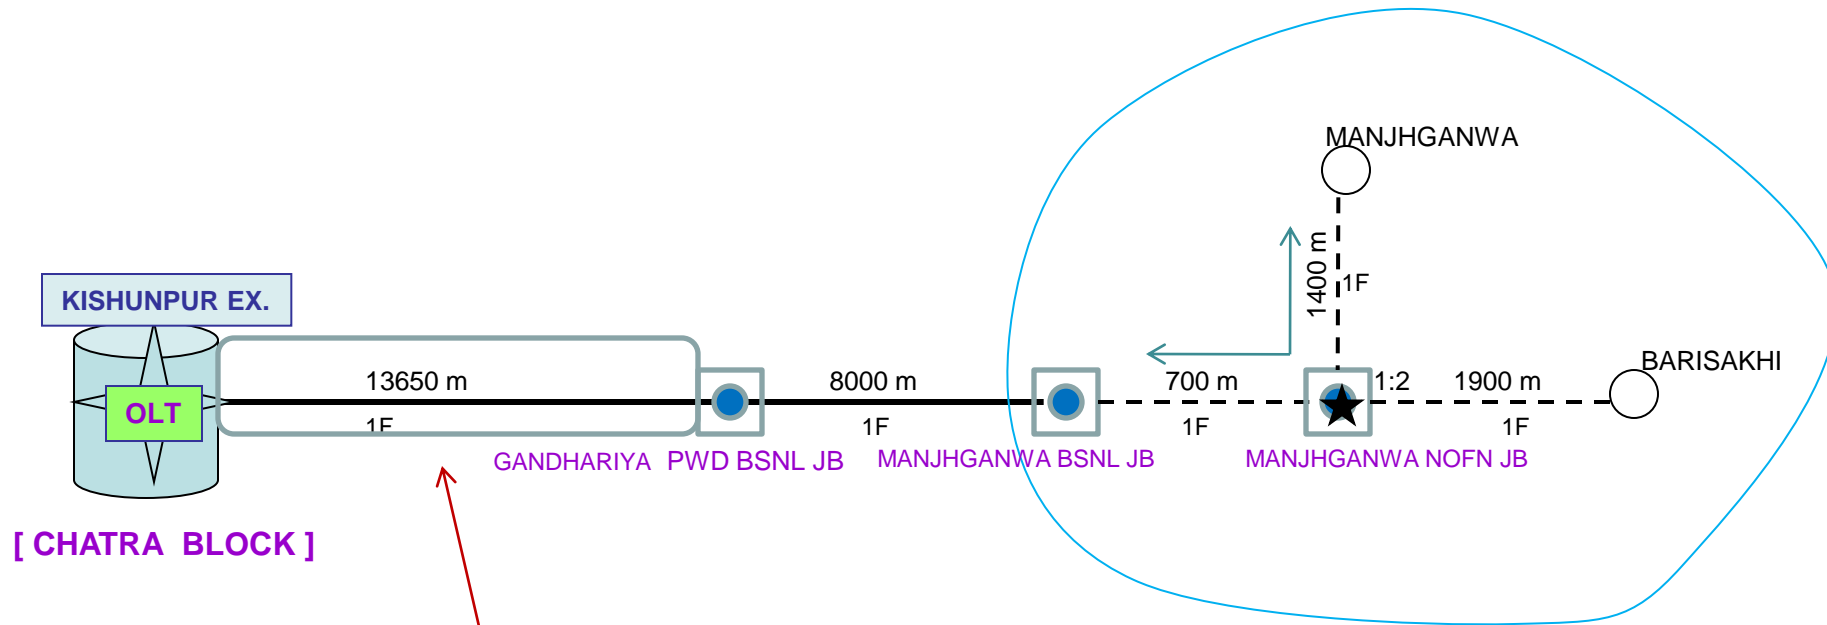 MANJHGANWA
1400 m
1F
KISHUNPUR EX.
OLT
13650 m
1F
8000 m
1F
700 m
1F
1:2
1900 m
1F
BARISAKHI
GANDHARIYA PWD BSNL JB
MANJHGANWA BSNL JB
MANJHGANWA NOFN JB
[ CHATRA BLOCK ]